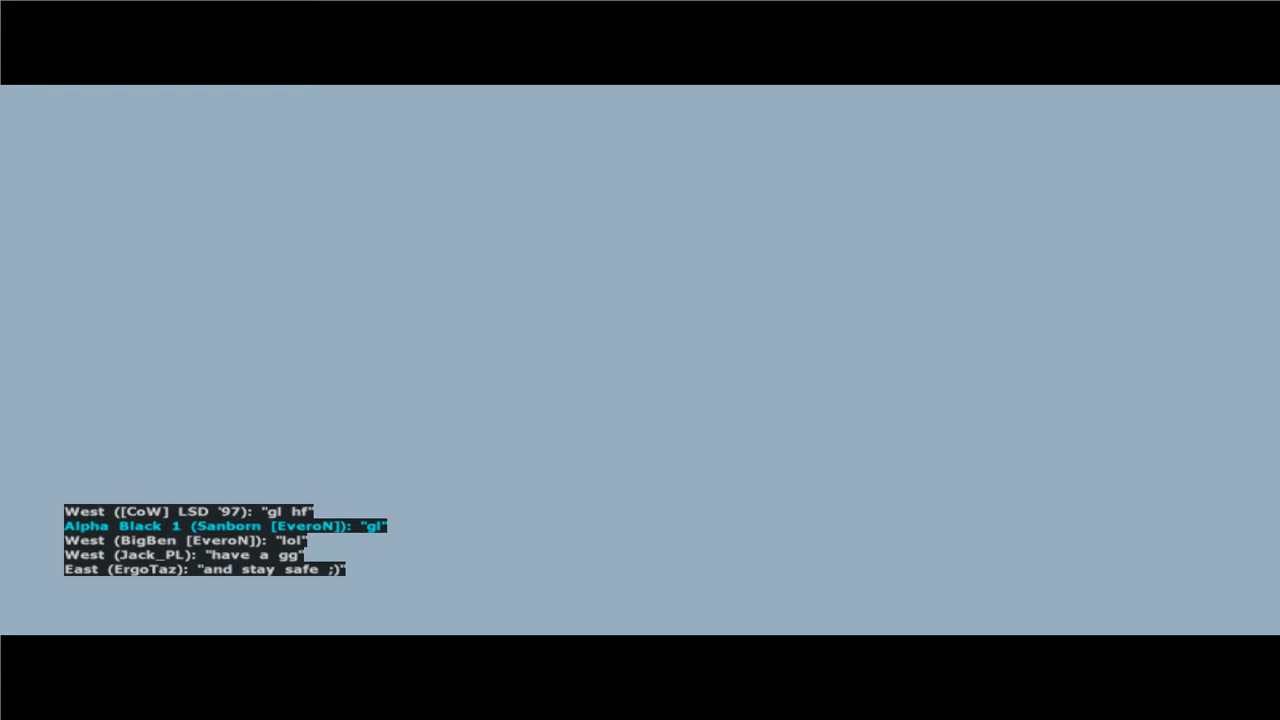 West ([CoW] LSD '97): "gl hf"
Alpha Black 1 (Sanborn [EveroN]): "gl"
West (BigBen [EveroN]): "lol"
West (Jack_PL): "have a gg"
East (ErgoTaz): "and stay safe ;)"